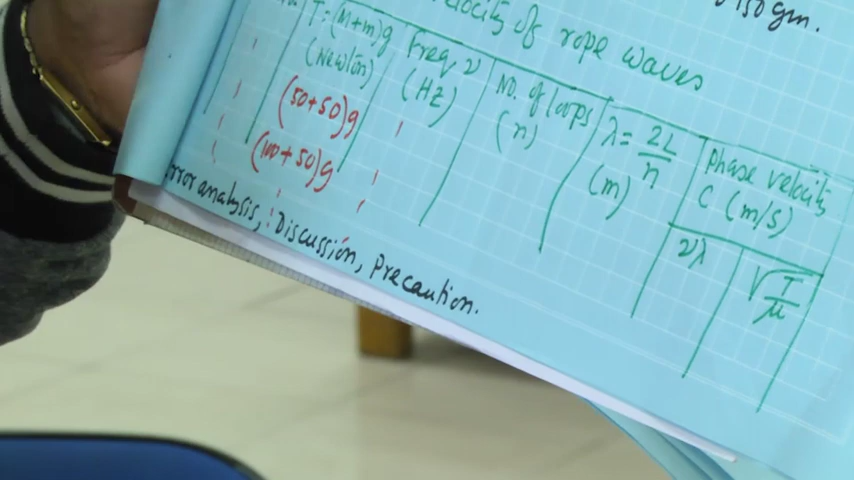 150 gm.
velocity of rope waves
T = (M+m)g (Newton)
Freq ν (HZ)
No. of loops (n)
λ = 2L/n (m)
Phase velocity C (m/s)
νλ
√T/μ
(50+50)g
(100+50)g
Error analysis, Discussion, Precaution.